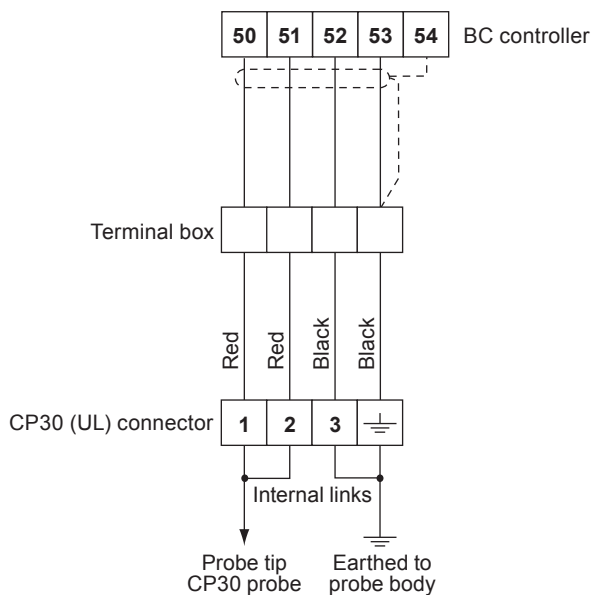 50 51 52 53 54 BC controller
Terminal box
Red Red Black Black
CP30 (UL) connector 1 2 3
Internal links
Probe tip
CP30 probe
Earthed to
probe body